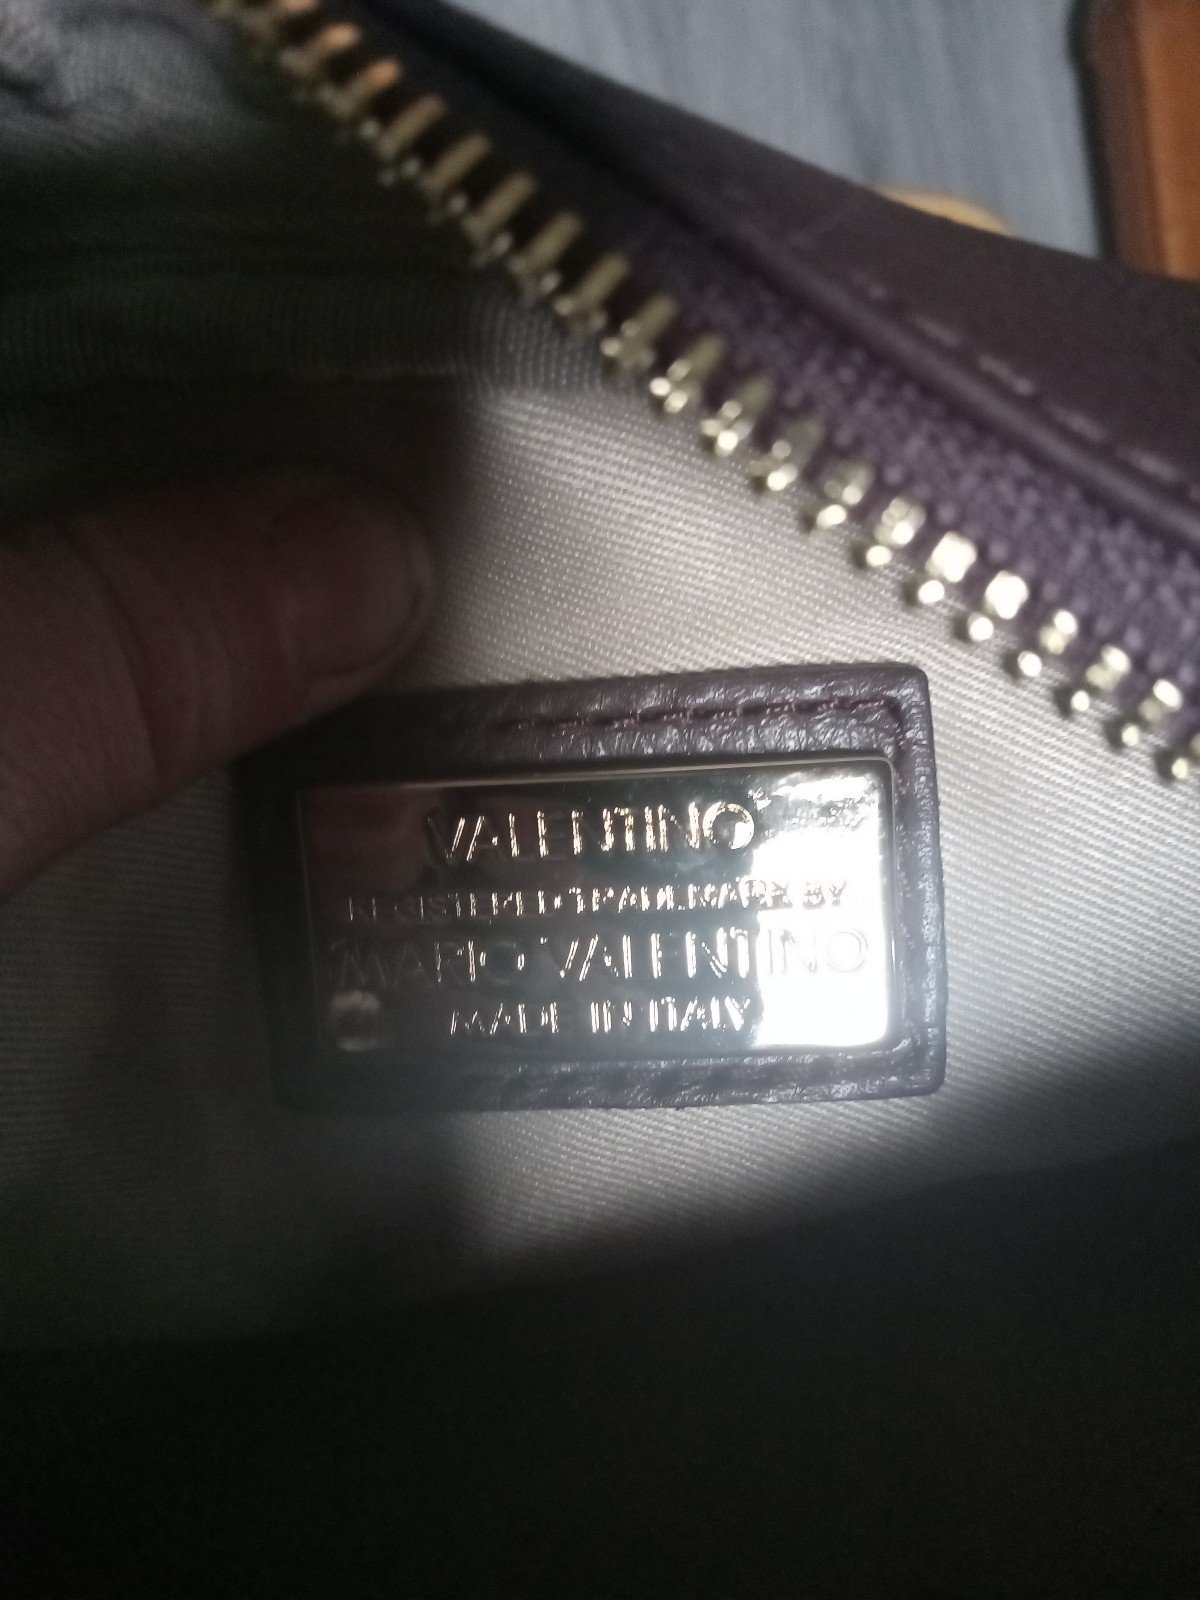 VALENTINO
REGISTERED TRADEMARK BY
MARIO VALENTINO
MADE IN ITALY